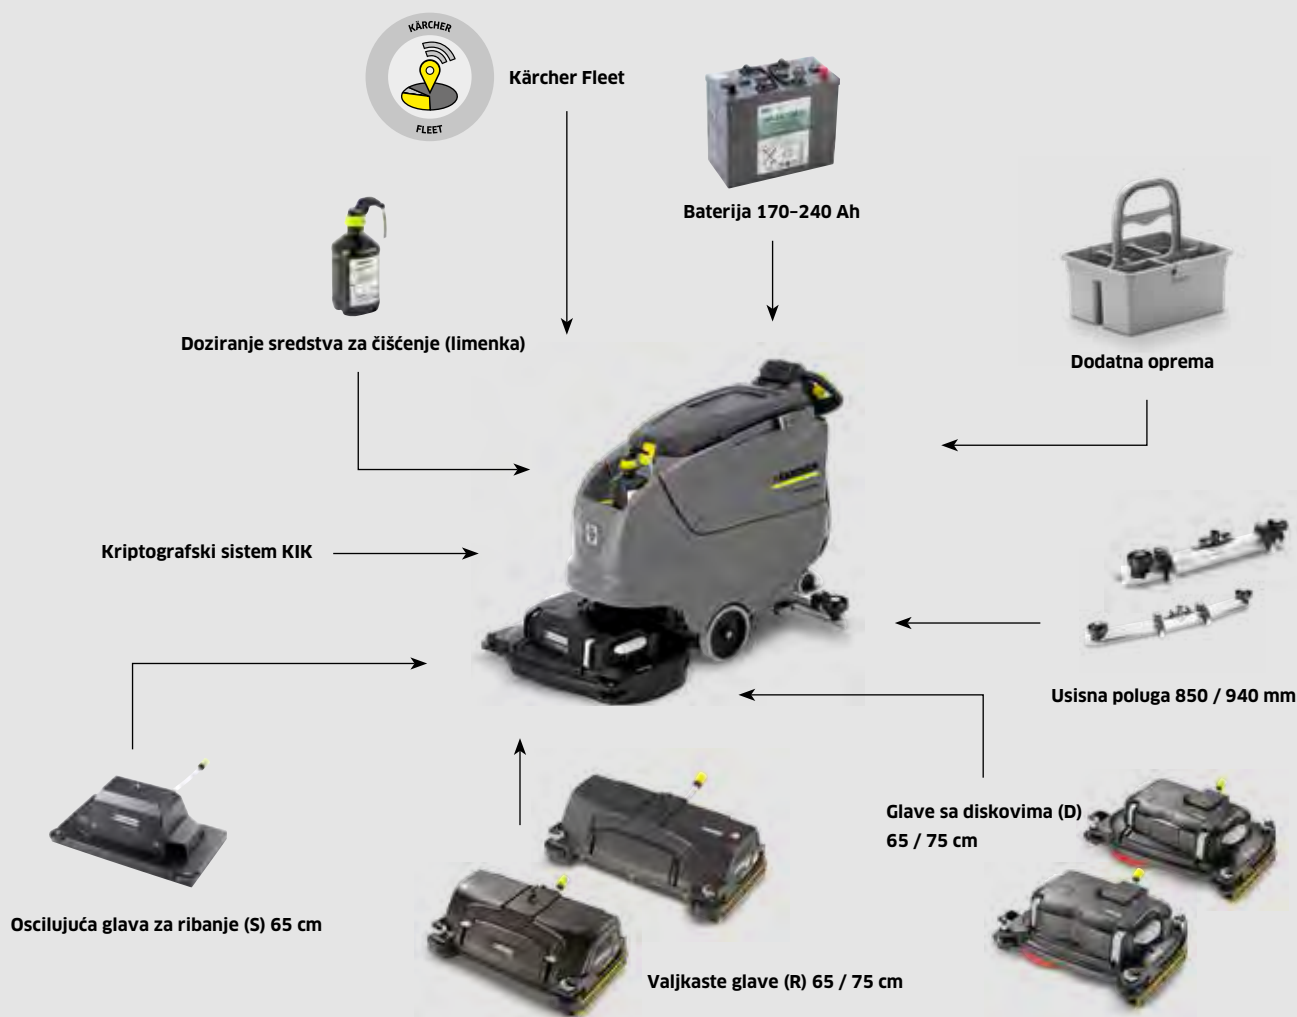 KÄRCHER
FLEET
Kärcher Fleet
Baterija 170–240 Ah
Doziranje sredstva za čišćenje (limenka)
Dodatna oprema
KÄRCHER
Kriptografski sistem KIK
Usisna poluga 850 / 940 mm
Glave sa diskovima (D)
65 / 75 cm
Oscilujuća glava za ribanje (S) 65 cm
Valjkaste glave (R) 65 / 75 cm